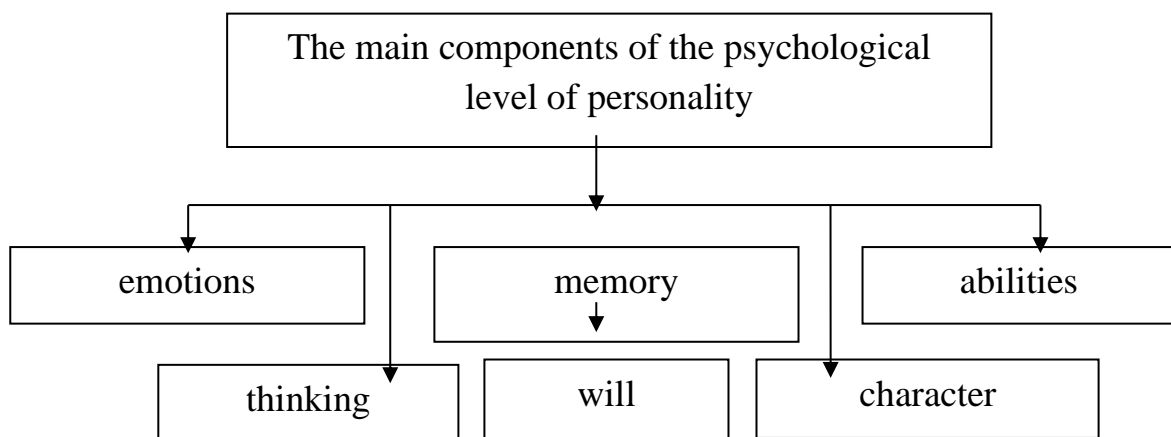 The main components of the psychological
level of personality
emotions
memory
abilities
thinking
will
character